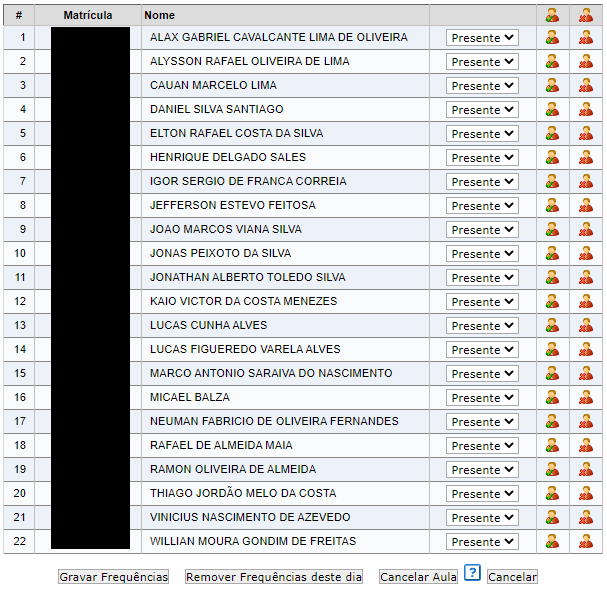 # Matrícula Nome
1 ALAX GABRIEL CAVALCANTE LIMA DE OLIVEIRA Presente
2 ALYSSON RAFAEL OLIVEIRA DE LIMA Presente
3 CAUAN MARCELO LIMA Presente
4 DANIEL SILVA SANTIAGO Presente
5 ELTON RAFAEL COSTA DA SILVA Presente
6 HENRIQUE DELGADO SALES Presente
7 IGOR SERGIO DE FRANCA CORREIA Presente
8 JEFFERSON ESTEVO FEITOSA Presente
9 JOAO MARCOS VIANA SILVA Presente
10 JONAS PEIXOTO DA SILVA Presente
11 JONATHAN ALBERTO TOLEDO SILVA Presente
12 KAIO VICTOR DA COSTA MENEZES Presente
13 LUCAS CUNHA ALVES Presente
14 LUCAS FIGUEREDO VARELA ALVES Presente
15 MARCO ANTONIO SARAIVA DO NASCIMENTO Presente
16 MICAEL BALZA Presente
17 NEUMAN FABRICIO DE OLIVEIRA FERNANDES Presente
18 RAFAEL DE ALMEIDA MAIA Presente
19 RAMON OLIVEIRA DE ALMEIDA Presente
20 THIAGO JORDÃO MELO DA COSTA Presente
21 VINICIUS NASCIMENTO DE AZEVEDO Presente
22 WILLIAN MOURA GONDIM DE FREITAS Presente
Gravar Frequências Remover Frequências deste dia Cancelar Aula ? Cancelar